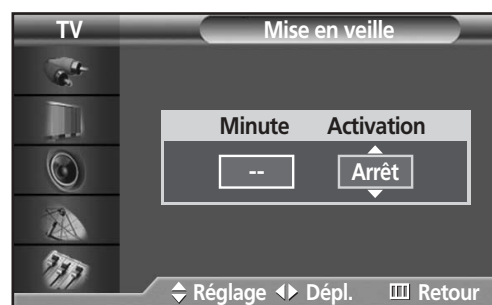 TV
Mise en veille
Minute Activation
-- Arrêt
Réglage Dépl. Retour